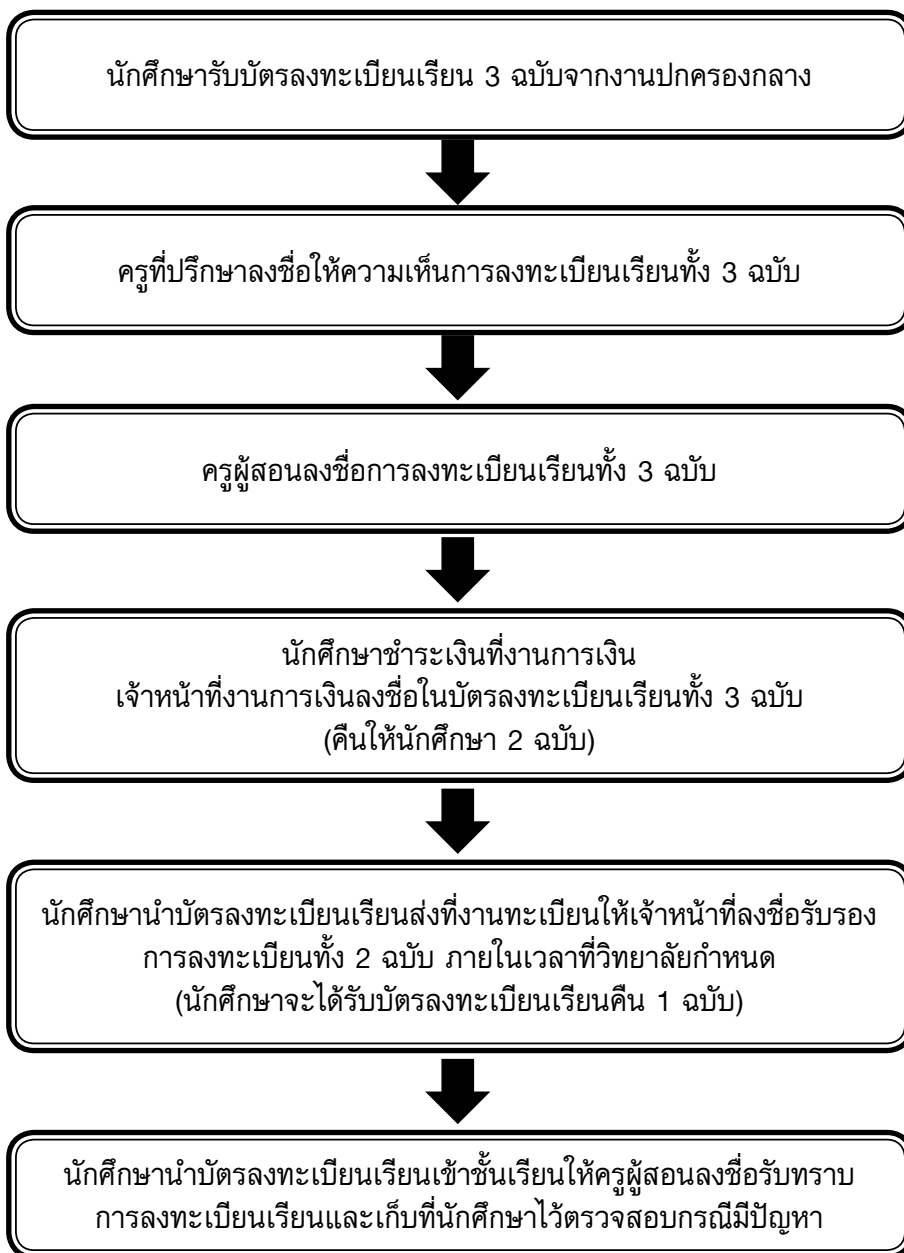 นักศึกษารับบัตรลงทะเบียนเรียน 3 ฉบับจากงานปกครองกลาง
ครูที่ปรึกษาลงชื่อให้ความเห็นการลงทะเบียนเรียนทั้ง 3 ฉบับ
ครูผู้สอนลงชื่อการลงทะเบียนเรียนทั้ง 3 ฉบับ
นักศึกษาชำระเงินที่งานการเงิน
เจ้าหน้าที่งานการเงินลงชื่อในบัตรลงทะเบียนเรียนทั้ง 3 ฉบับ
(คืนให้นักศึกษา 2 ฉบับ)
นักศึกษานำบัตรลงทะเบียนเรียนส่งที่งานทะเบียนให้เจ้าหน้าที่ลงชื่อรับรอง
การลงทะเบียนทั้ง 2 ฉบับ ภายในเวลาที่วิทยาลัยกำหนด
(นักศึกษาจะได้รับบัตรลงทะเบียนเรียนคืน 1 ฉบับ)
นักศึกษานำบัตรลงทะเบียนเรียนเข้าชั้นเรียนให้ครูผู้สอนลงชื่อรับทราบ
การลงทะเบียนเรียนและเก็บที่นักศึกษาไว้ตรวจสอบกรณีมีปัญหา